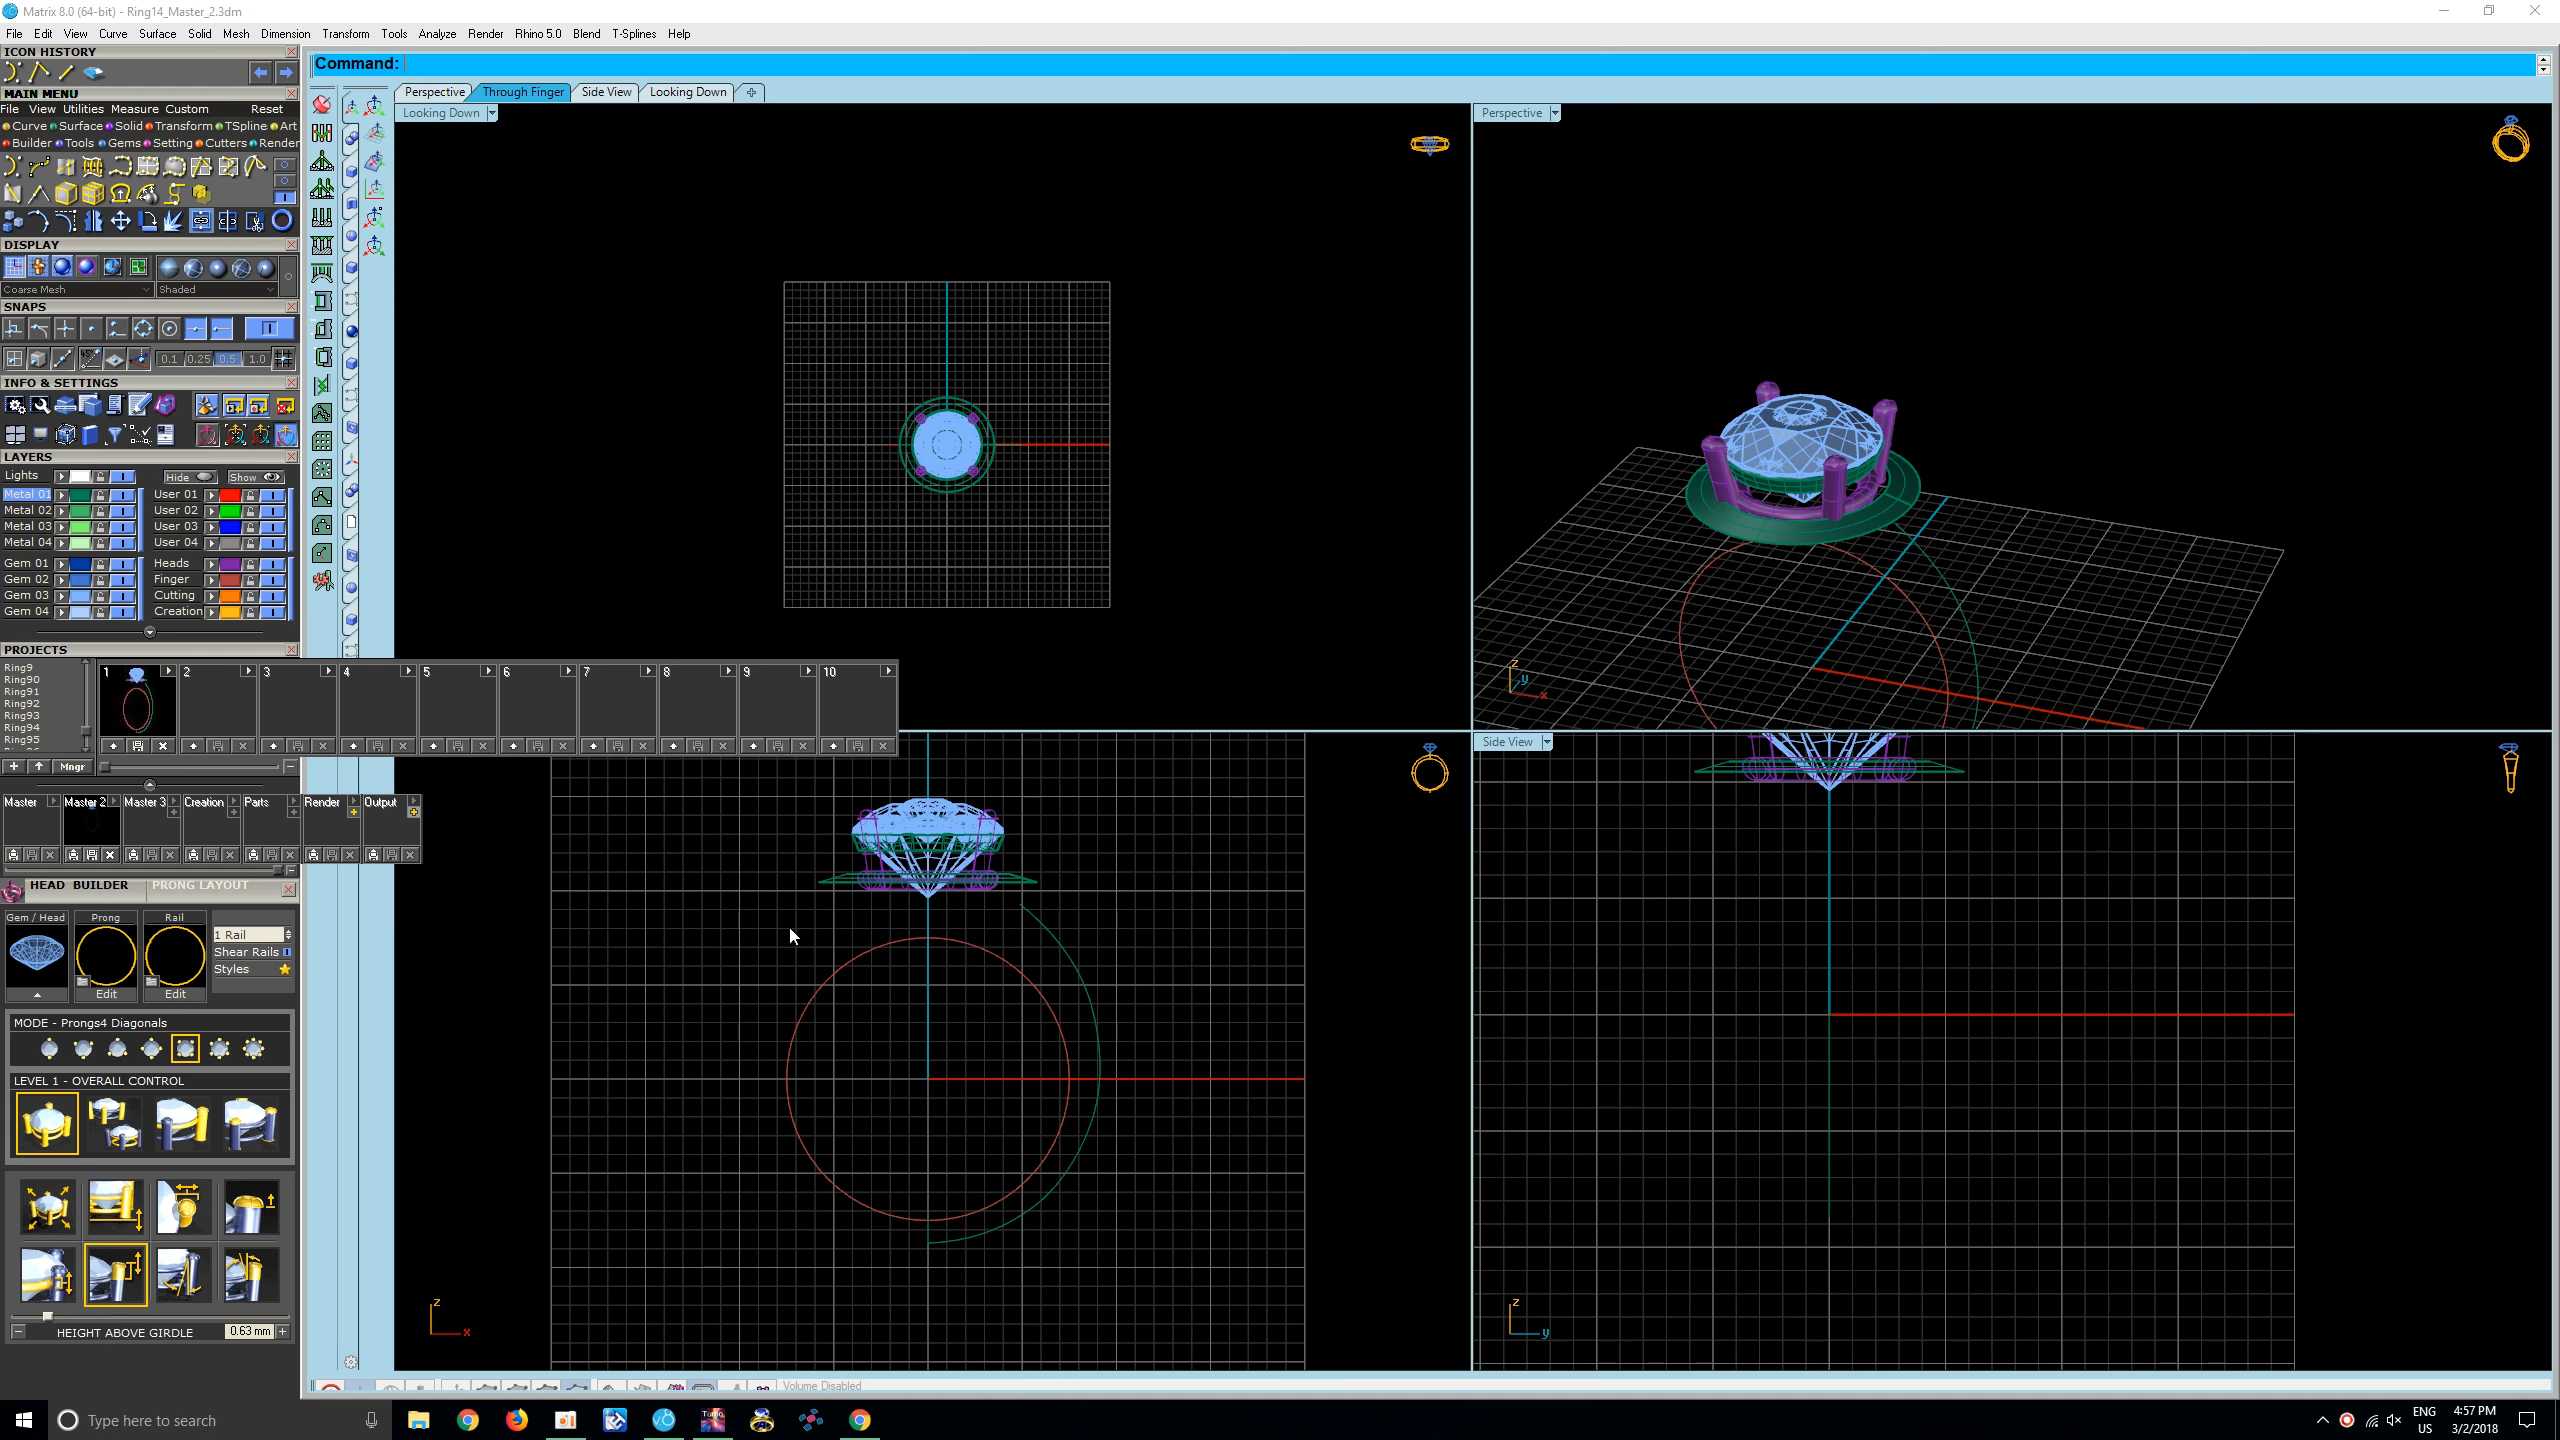 Matrix 8.0 (64-bit) - Ring14_Master_2.3dm
File Edit View Curve Surface Solid Mesh Dimension Transform Tools Analyze Render Rhino 5.0 Blend T-Splines Help
ICON HISTORY
Command:
MAIN MENU
File View Utilities Measure Custom Reset
Curve Surface Solid Transform TSpline Art
Builder Tools Gems Setting Cutters Render
Perspective Through Finger Side View Looking Down
Looking Down
Perspective
DISPLAY
Coarse Mesh Shaded
SNAPS
0.1 0.25 0.5 1.0
INFO & SETTINGS
LAYERS
Lights Hide Show
Metal 01 User 01
Metal 02 User 02
Metal 03 User 03
Metal 04 User 04
Gem 01 Heads
Gem 02 Finger
Gem 03 Cutting
Gem 04 Creation
PROJECTS
Ring9
Ring90
Ring91
Ring92
Ring93
Ring94
Ring95
1 2 3 4 5 6 7 8 9 10
Mngr
Master Master 2 Master 3 Creation Parts Render Output
z y x
Side View
HEAD BUILDER PRONG LAYOUT
Gem / Head Prong Rail
1 Rail
Shear Rails
Styles
Edit Edit
MODE - Prongs4 Diagonals
LEVEL 1 - OVERALL CONTROL
HEIGHT ABOVE GIRDLE 0.63 mm
z x
z y
Volume Disabled
Type here to search
ENG
US
4:57 PM
3/2/2018